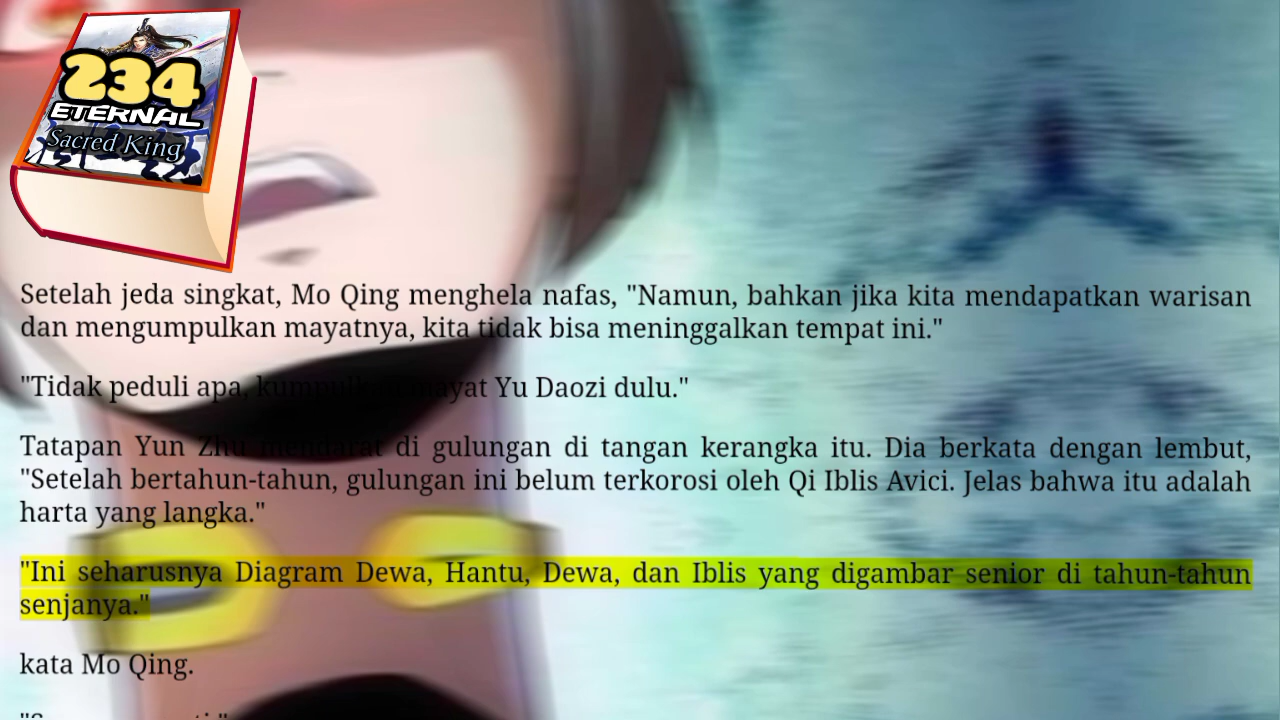 234
ETERNAL
Sacred King
Setelah jeda singkat, Mo Qing menghela nafas, "Namun, bahkan jika kita mendapatkan warisan
dan mengumpulkan mayatnya, kita tidak bisa meninggalkan tempat ini."
"Tidak peduli apa, kumpulkan mayat Yu Daozi dulu."
Tatapan Yun Zhu mendarat di gulungan di tangan kerangka itu. Dia berkata dengan lembut,
"Setelah bertahun-tahun, gulungan ini belum terkorosi oleh Qi Iblis Avici. Jelas bahwa itu adalah
harta yang langka."
"Ini seharusnya Diagram Dewa, Hantu, Dewa, dan Iblis yang digambar senior di tahun-tahun
senjanya."
kata Mo Qing.